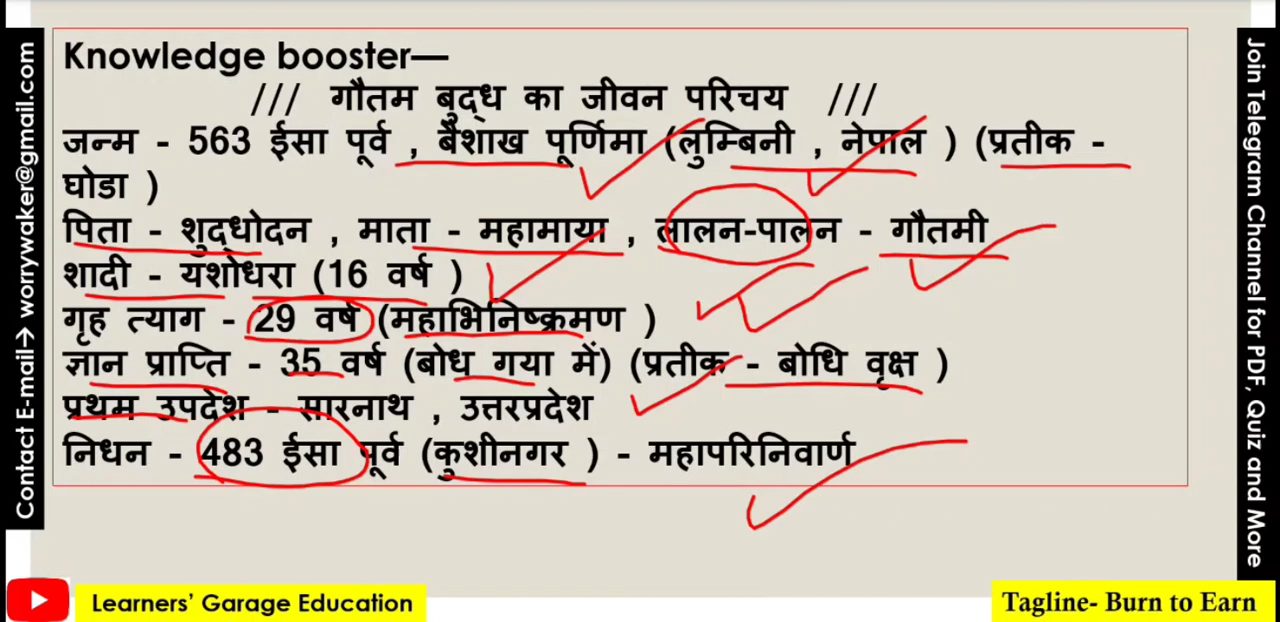 Knowledge booster—
/// गौतम बुद्ध का जीवन परिचय ///
जन्म - 563 ईसा पूर्व , बैशाख पूर्णिमा (लुम्बिनी , नेपाल ) (प्रतीक -
घोडा )
पिता - शुद्धोदन , माता - महामाया , लालन-पालन - गौतमी
शादी - यशोधरा (16 वर्ष )
गृह त्याग - 29 वर्ष (महाभिनिष्क्रमण )
ज्ञान प्राप्ति - 35 वर्ष (बोध गया में) (प्रतीक - बोधि वृक्ष )
प्रथम उपदेश - सारनाथ , उत्तरप्रदेश
निधन - 483 ईसा पूर्व (कुशीनगर ) - महापरिनिवार्ण
Contact E-mail→ worrywaker@gmail.com
Join Telegram Channel for PDF, Quiz and More
Learners’ Garage Education
Tagline- Burn to Earn